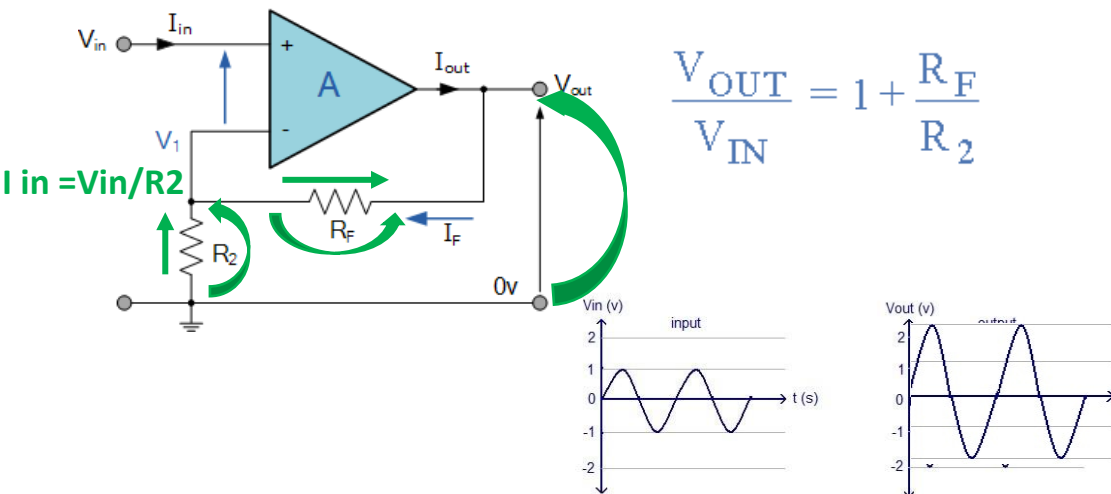 Vin
Iin
+
A
Iout
Vout
V1
-
I in =Vin/R2
RF
IF
R2
0v
VOUT
VIN
= 1 +
RF
R2
Vin (v)
input
2
1
0
-1
-2
t (s)
Vout (v)
output
2
1
0
-1
-2